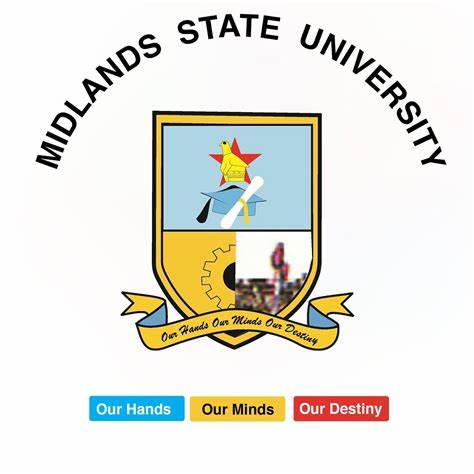 MIDLANDS STATE UNIVERSITY
Our Hands Our Minds Our Destiny
Our Hands
Our Minds
Our Destiny